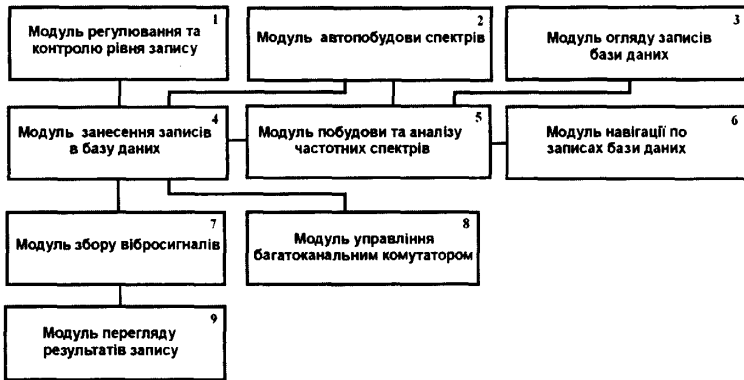 1
Модуль регулювання та
контролю рівня запису
2
Модуль автопобудови спектрів
3
Модуль огляду записів
бази даних
4
Модуль занесення записів
в базу даних
5
Модуль побудови та аналізу
частотних спектрів
6
Модуль навігації по
записах бази даних
7
Модуль збору вібросигналів
8
Модуль управління
багатоканальним комутатором
9
Модуль перегляду
результатів запису